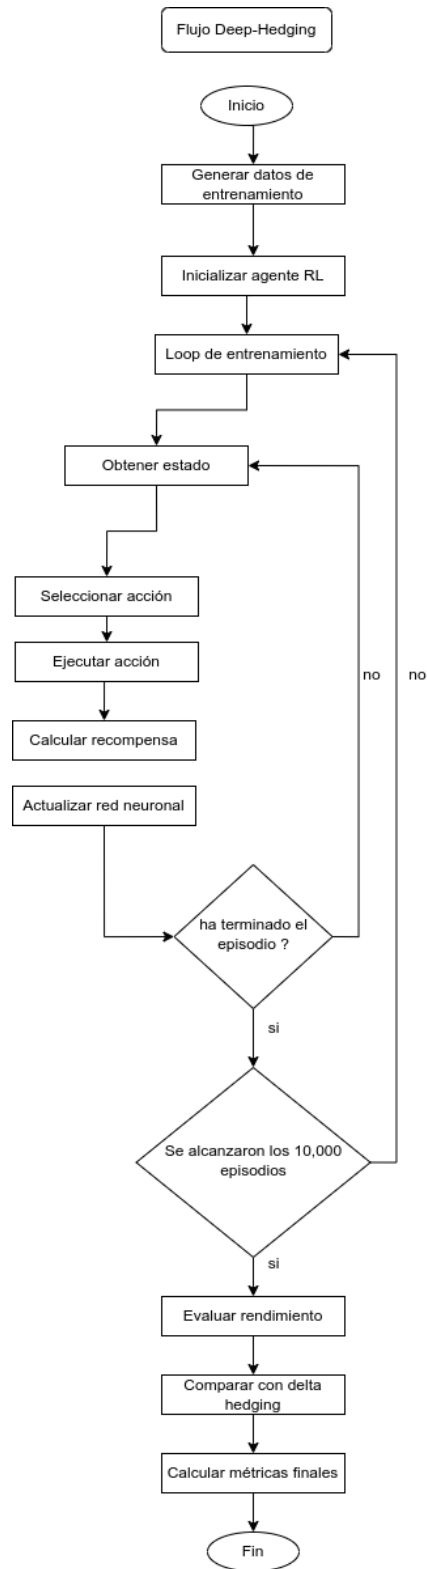 Flujo Deep-Hedging
Inicio
Generar datos de
entrenamiento
Inicializar agente RL
Loop de entrenamiento
Obtener estado
Seleccionar acción
Ejecutar acción
no
no
Calcular recompensa
Actualizar red neuronal
ha terminado el
episodio ?
si
Se alcanzaron los 10,000
episodios
si
Evaluar rendimiento
Comparar con delta
hedging
Calcular métricas finales
Fin